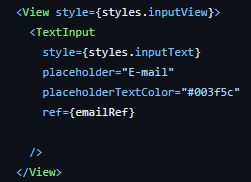 <View style={styles.inputView}>
<TextInput
style={styles.inputText}
placeholder="E-mail"
placeholderTextColor="#003f5c"
ref={emailRef}
/>
</View>